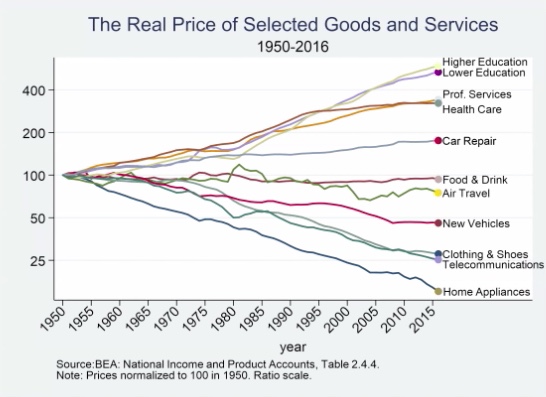 The Real Price of Selected Goods and Services
1950-2016
400
200
100
50
25
Higher Education
Lower Education
Prof. Services
Health Care
Car Repair
Food & Drink
Air Travel
New Vehicles
Clothing & Shoes
Telecommunications
Home Appliances
1950 1955 1960 1965 1970 1975 1980 1985 1990 1995 2000 2005 2010 2015
year
Source:BEA: National Income and Product Accounts, Table 2.4.4.
Note: Prices normalized to 100 in 1950. Ratio scale.